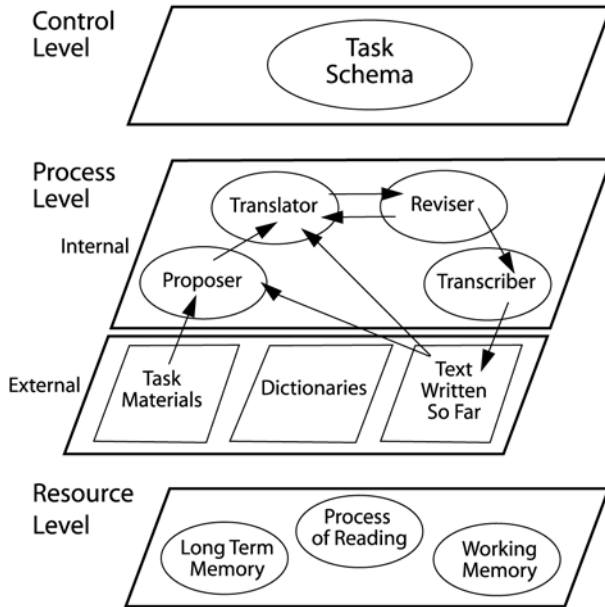 Control
Level
Task
Schema
Process
Level
Internal
Translator
Reviser
Proposer
Transcriber
External
Task
Materials
Dictionaries
Text
Written
So Far
Resource
Level
Long Term
Memory
Process
of Reading
Working
Memory